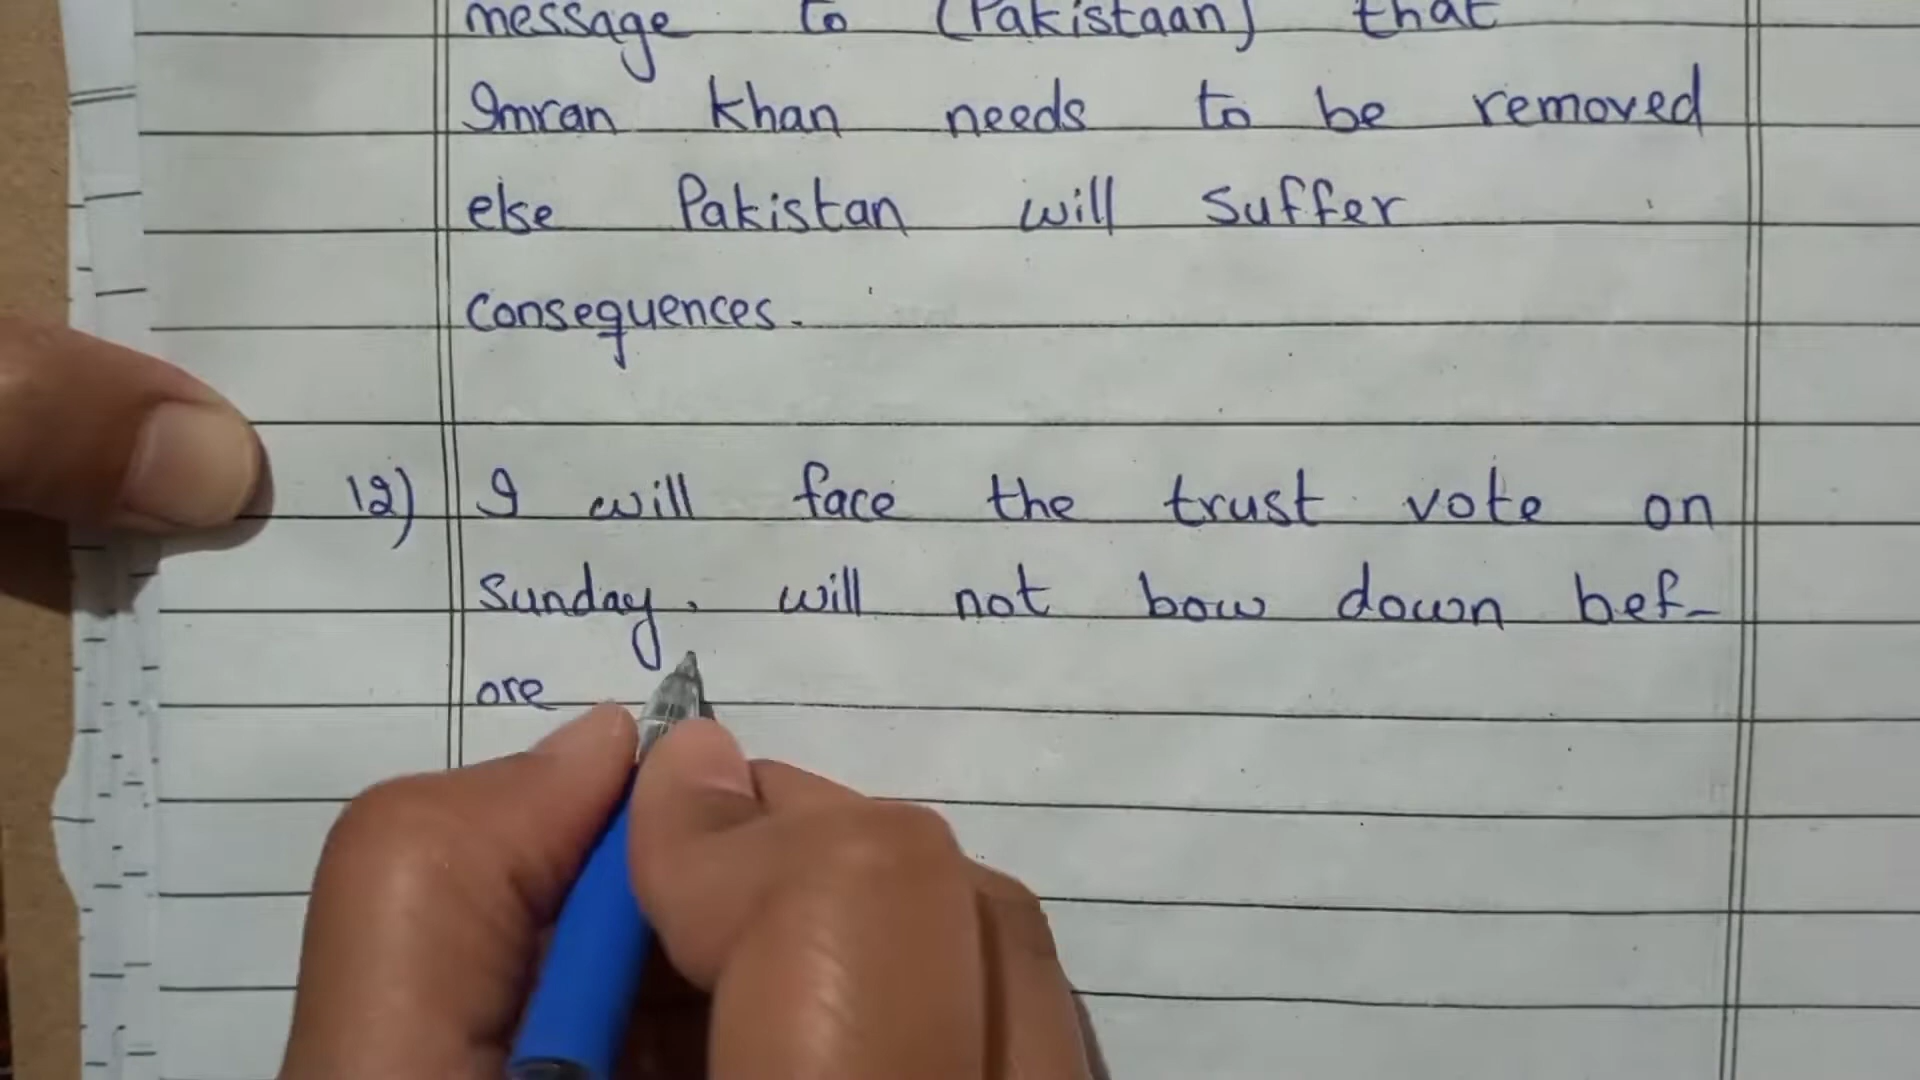 message to (Pakistaan) that
Imran Khan needs to be removed
else Pakistan will suffer
consequences.
12) I will face the trust vote on
Sunday, will not bow down bef-
ore